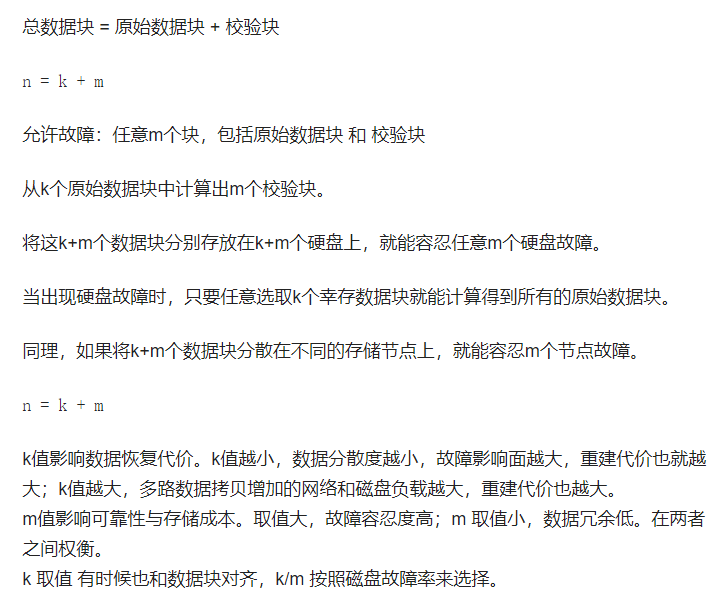 总数据块 = 原始数据块 + 校验块
n = k + m
允许故障：任意m个块，包括原始数据块 和 校验块
从k个原始数据块中计算出m个校验块。
将这k+m个数据块分别存放在k+m个硬盘上，就能容忍任意m个硬盘故障。
当出现硬盘故障时，只要任意选取k个幸存数据块就能计算得到所有的原始数据块。
同理，如果将k+m个数据块分散在不同的存储节点上，就能容忍m个节点故障。
n = k + m
k值影响数据恢复代价。k值越小，数据分散度越小，故障影响面越大，重建代价也就越
大；k值越大，多路数据拷贝增加的网络和磁盘负载越大，重建代价也越大。
m值影响可靠性与存储成本。取值大，故障容忍度高；m 取值小，数据冗余低。在两者
之间权衡。
k 取值 有时候也和数据块对齐，k/m 按照磁盘故障率来选择。